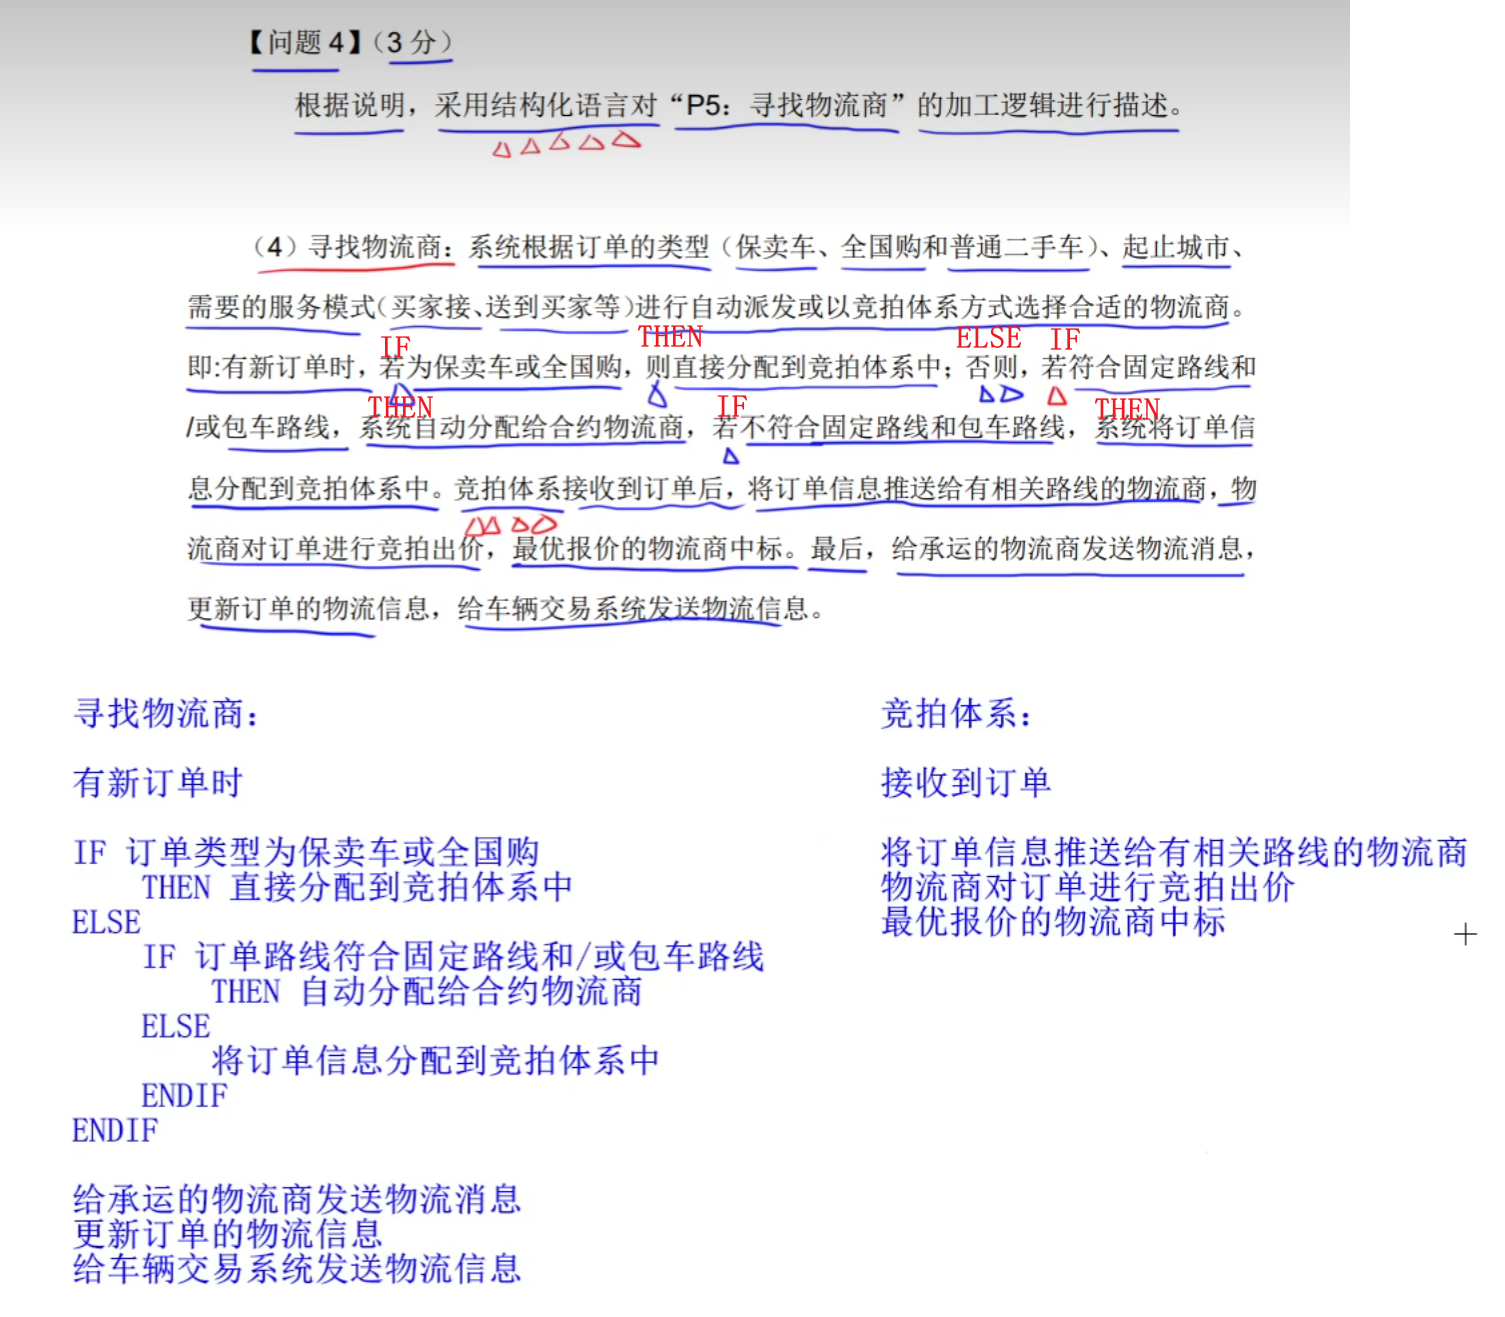 【问题 4】（3 分）
根据说明，采用结构化语言对“P5：寻找物流商”的加工逻辑进行描述。
（4）寻找物流商：系统根据订单的类型（保卖车、全国购和普通二手车）、起止城市、
需要的服务模式（买家接、送到买家等）进行自动派发或以竞拍体系方式选择合适的物流商。
THEN ELSE IF
IF
即:有新订单时，若为保卖车或全国购，则直接分配到竞拍体系中；否则，若符合固定路线和
THEN IF THEN
/或包车路线，系统自动分配给合约物流商，若不符合固定路线和包车路线，系统将订单信
息分配到竞拍体系中。竞拍体系接收到订单后，将订单信息推送给有相关路线的物流商，物
流商对订单进行竞拍出价，最优报价的物流商中标。最后，给承运的物流商发送物流消息，
更新订单的物流信息，给车辆交易系统发送物流信息。
寻找物流商：
有新订单时
IF 订单类型为保卖车或全国购
THEN 直接分配到竞拍体系中
ELSE
IF 订单路线符合固定路线和/或包车路线
THEN 自动分配给合约物流商
ELSE
将订单信息分配到竞拍体系中
ENDIF
ENDIF
给承运的物流商发送物流消息
更新订单的物流信息
给车辆交易系统发送物流信息
竞拍体系：
接收到订单
将订单信息推送给有相关路线的物流商
物流商对订单进行竞拍出价
最优报价的物流商中标